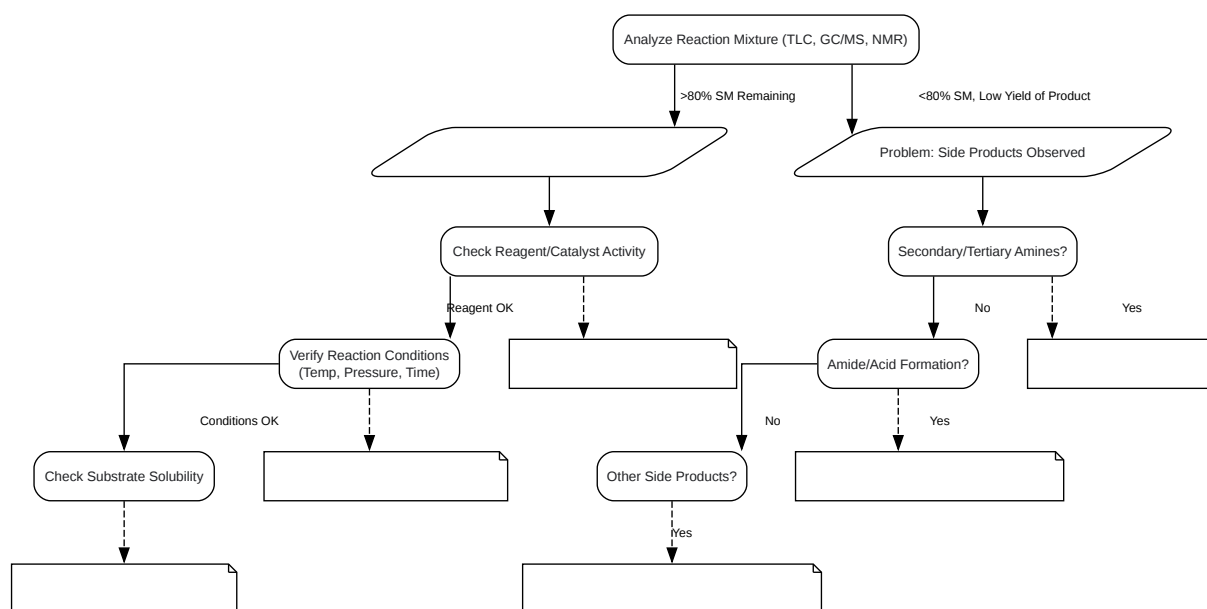 Analyze Reaction Mixture (TLC, GC/MS, NMR)
>80% SM Remaining
<80% SM, Low Yield of Product
Problem: Side Products Observed
Check Reagent/Catalyst Activity
Secondary/Tertiary Amines?
Reagent OK
No
Yes
Verify Reaction Conditions
(Temp, Pressure, Time)
Amide/Acid Formation?
Conditions OK
No
Yes
Check Substrate Solubility
Other Side Products?
Yes